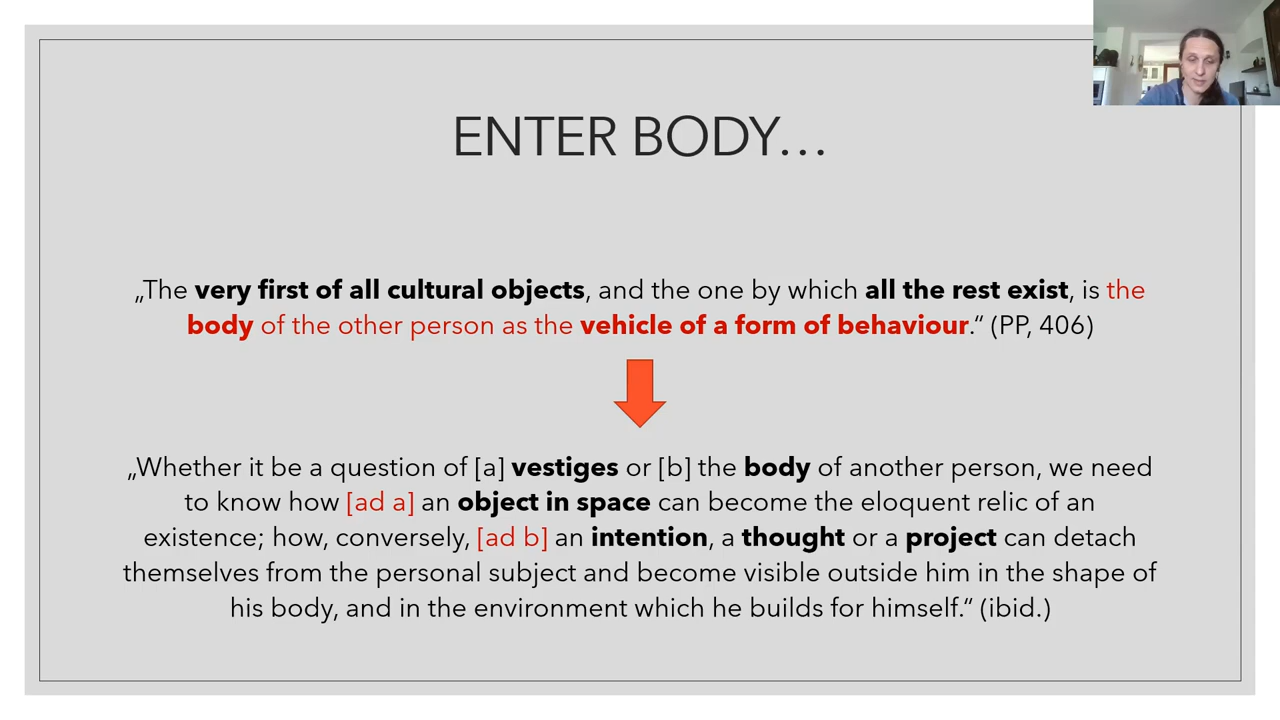 ENTER BODY…
„The very first of all cultural objects, and the one by which all the rest exist, is the
body of the other person as the vehicle of a form of behaviour.“ (PP, 406)
„Whether it be a question of [a] vestiges or [b] the body of another person, we need
to know how [ad a] an object in space can become the eloquent relic of an
existence; how, conversely, [ad b] an intention, a thought or a project can detach
themselves from the personal subject and become visible outside him in the shape of
his body, and in the environment which he builds for himself.“ (ibid.)